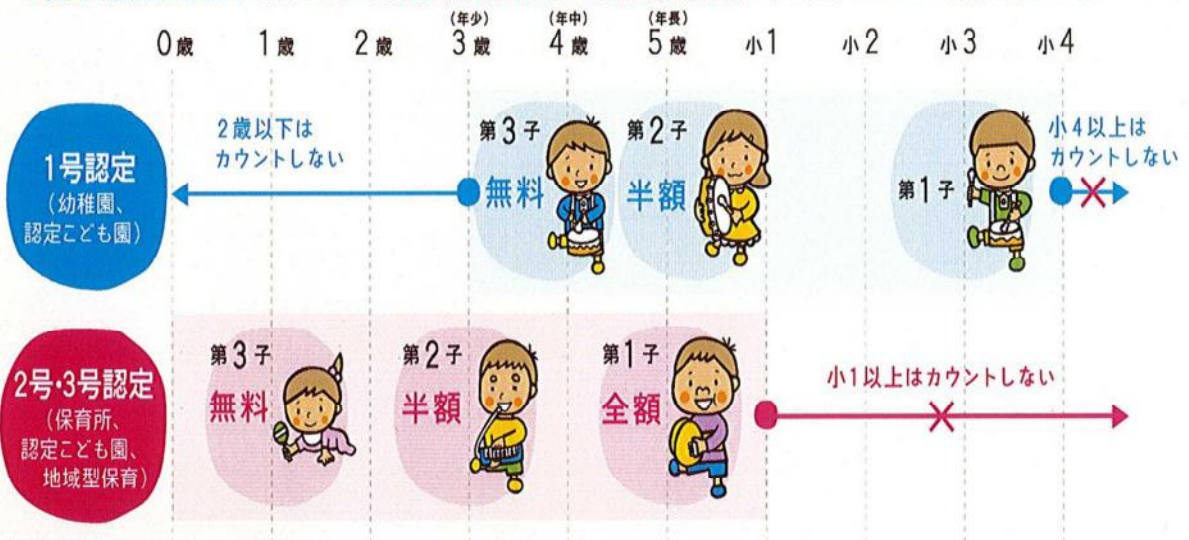 0歳
1歳
2歳
(年少)
3歳
(年中)
4歳
(年長)
5歳
小1
小2
小3
小4
1号認定
(幼稚園、
認定こども園)
2歳以下は
カウントしない
第3子
無料
第2子
半額
第1子
小4以上は
カウントしない
2号・3号認定
(保育所、
認定こども園、
地域型保育)
第3子
無料
第2子
半額
第1子
全額
小1以上はカウントしない